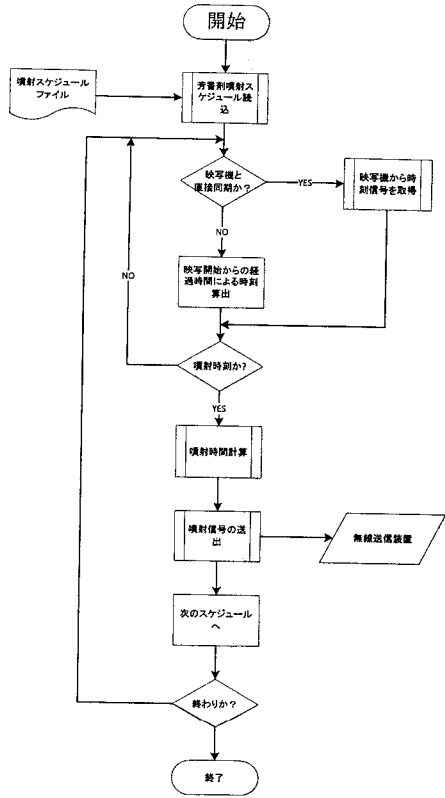 開始
噴射スケジュール
ファイル
芳香剤噴射ス
ケジュール読
込
映写機と
直接同期か?
YES
映写機から時
刻信号を取得
NO
映写開始からの経
過時間による時刻
算出
NO
噴射時刻か?
YES
噴射時間計算
噴射信号の送
出
無線送信装置
次のスケジュール
へ
終わりか?
終了